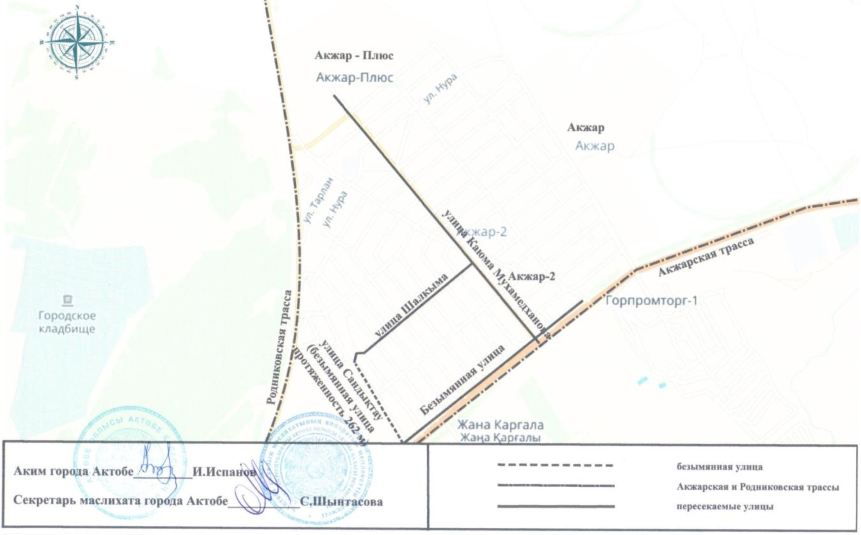 Акжар - Плюс
Акжар-Плюс
ул. Нура
Акжар
Акжар
ул. Тарлан
ул. Нура
улица Каюма Мухамедханова
Акжар-2
Акжар-2
Акжарская трасса
Горпромторг-1
Городское
кладбище
Родниковская трасса
улица Шалкыма
улица Сандыктау
(безымянная улица
протяженность 262 м)
Безымянная улица
Жана Каргала
Жаңа Қарғалы
Аким города Актобе И.Испанов
Секретарь маслихата города Актобе С,Шынтасова
безымянная улица
Акжарская и Родниковская трассы
пересекаемые улицы